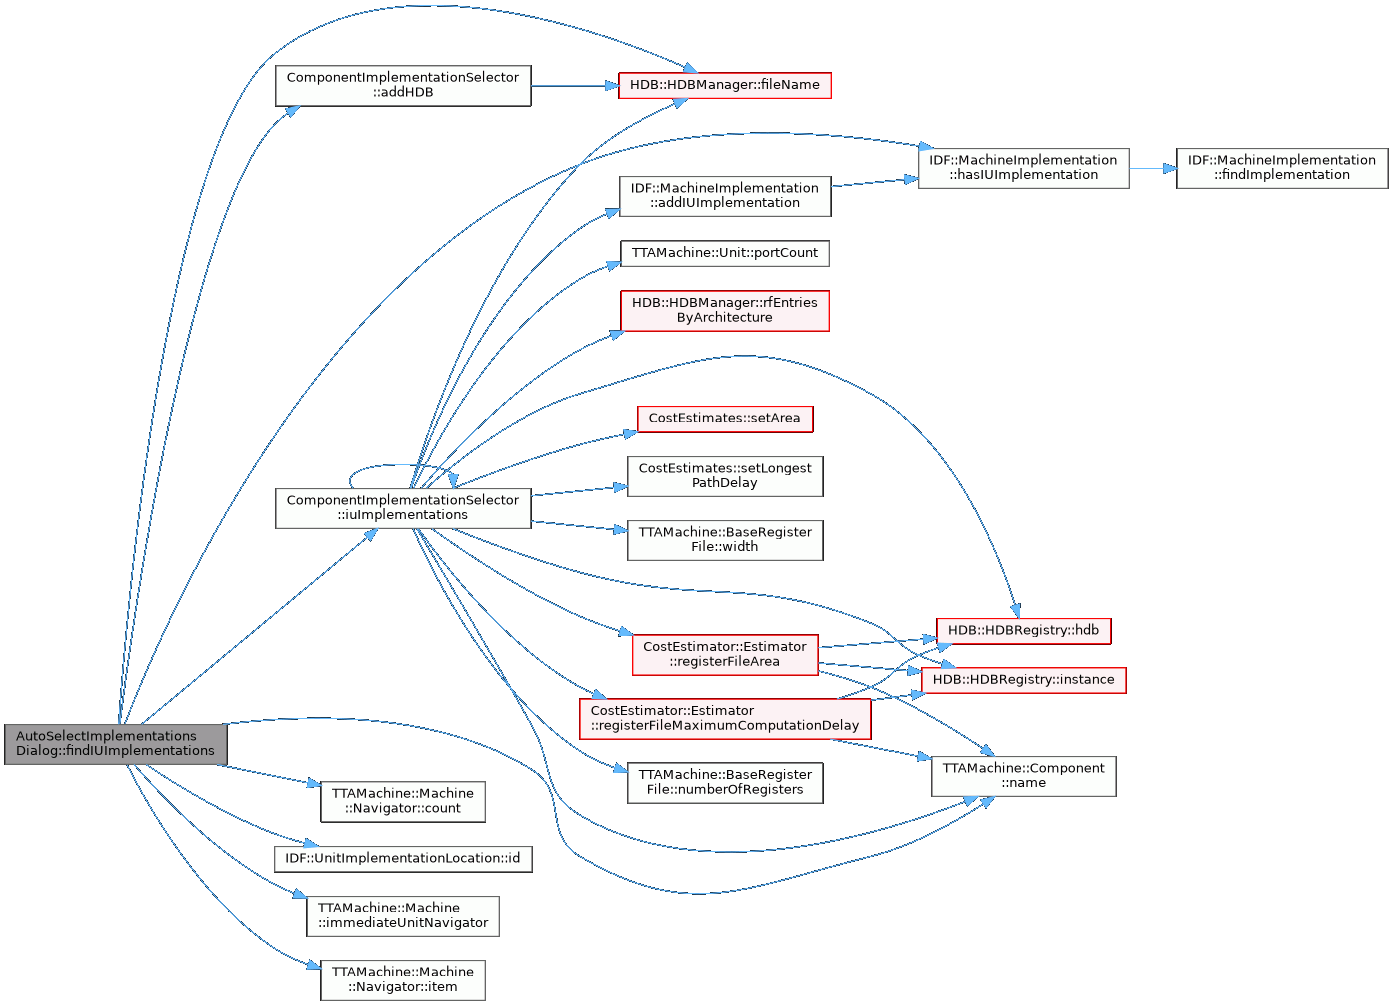 AutoSelectImplementations
Dialog::findIUImplementations
ComponentImplementationSelector
::addHDB
HDB::HDBManager::fileName
IDF::MachineImplementation
::hasIUImplementation
IDF::MachineImplementation
::findImplementation
IDF::MachineImplementation
::addIUImplementation
TTAMachine::Unit::portCount
HDB::HDBManager::rfEntries
ByArchitecture
CostEstimates::setArea
CostEstimates::setLongest
PathDelay
ComponentImplementationSelector
::iuImplementations
TTAMachine::BaseRegister
File::width
HDB::HDBRegistry::hdb
CostEstimator::Estimator
::registerFileArea
HDB::HDBRegistry::instance
CostEstimator::Estimator
::registerFileMaximumComputationDelay
TTAMachine::Component
::name
TTAMachine::BaseRegister
File::numberOfRegisters
TTAMachine::Machine
::Navigator::count
IDF::UnitImplementationLocation::id
TTAMachine::Machine
::immediateUnitNavigator
TTAMachine::Machine
::Navigator::item